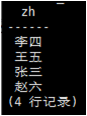 zh
------
李四
王五
张三
赵六
(4 行记录)